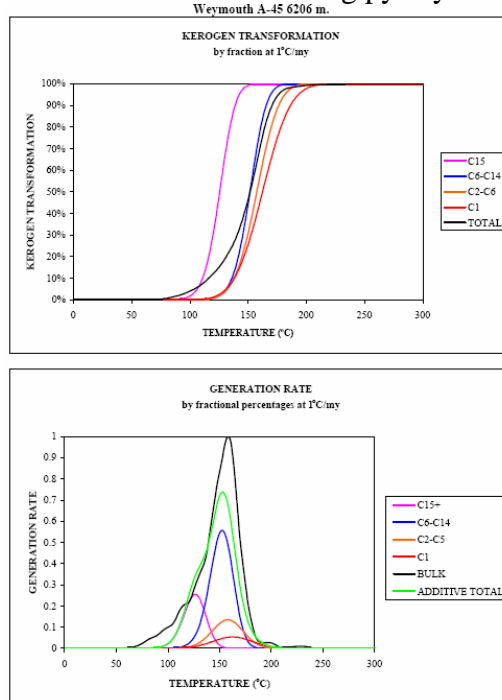 Weymouth A-45 6206 m.
KEROGEN TRANSFORMATION
by fraction at 1°C/my
KEROGEN TRANSFORMATION
100%
90%
80%
70%
60%
50%
40%
30%
20%
10%
0%
0
50
100
150
200
250
300
TEMPERATURE (°C)
C15
C6-C14
C2-C6
C1
TOTAL
GENERATION RATE
by fractional percentages at 1°C/my
GENERATION RATE
1
0.9
0.8
0.7
0.6
0.5
0.4
0.3
0.2
0.1
0
0
50
100
150
200
250
300
TEMPERATURE (°C)
C15+
C6-C14
C2-C5
C1
BULK
ADDITIVE TOTAL